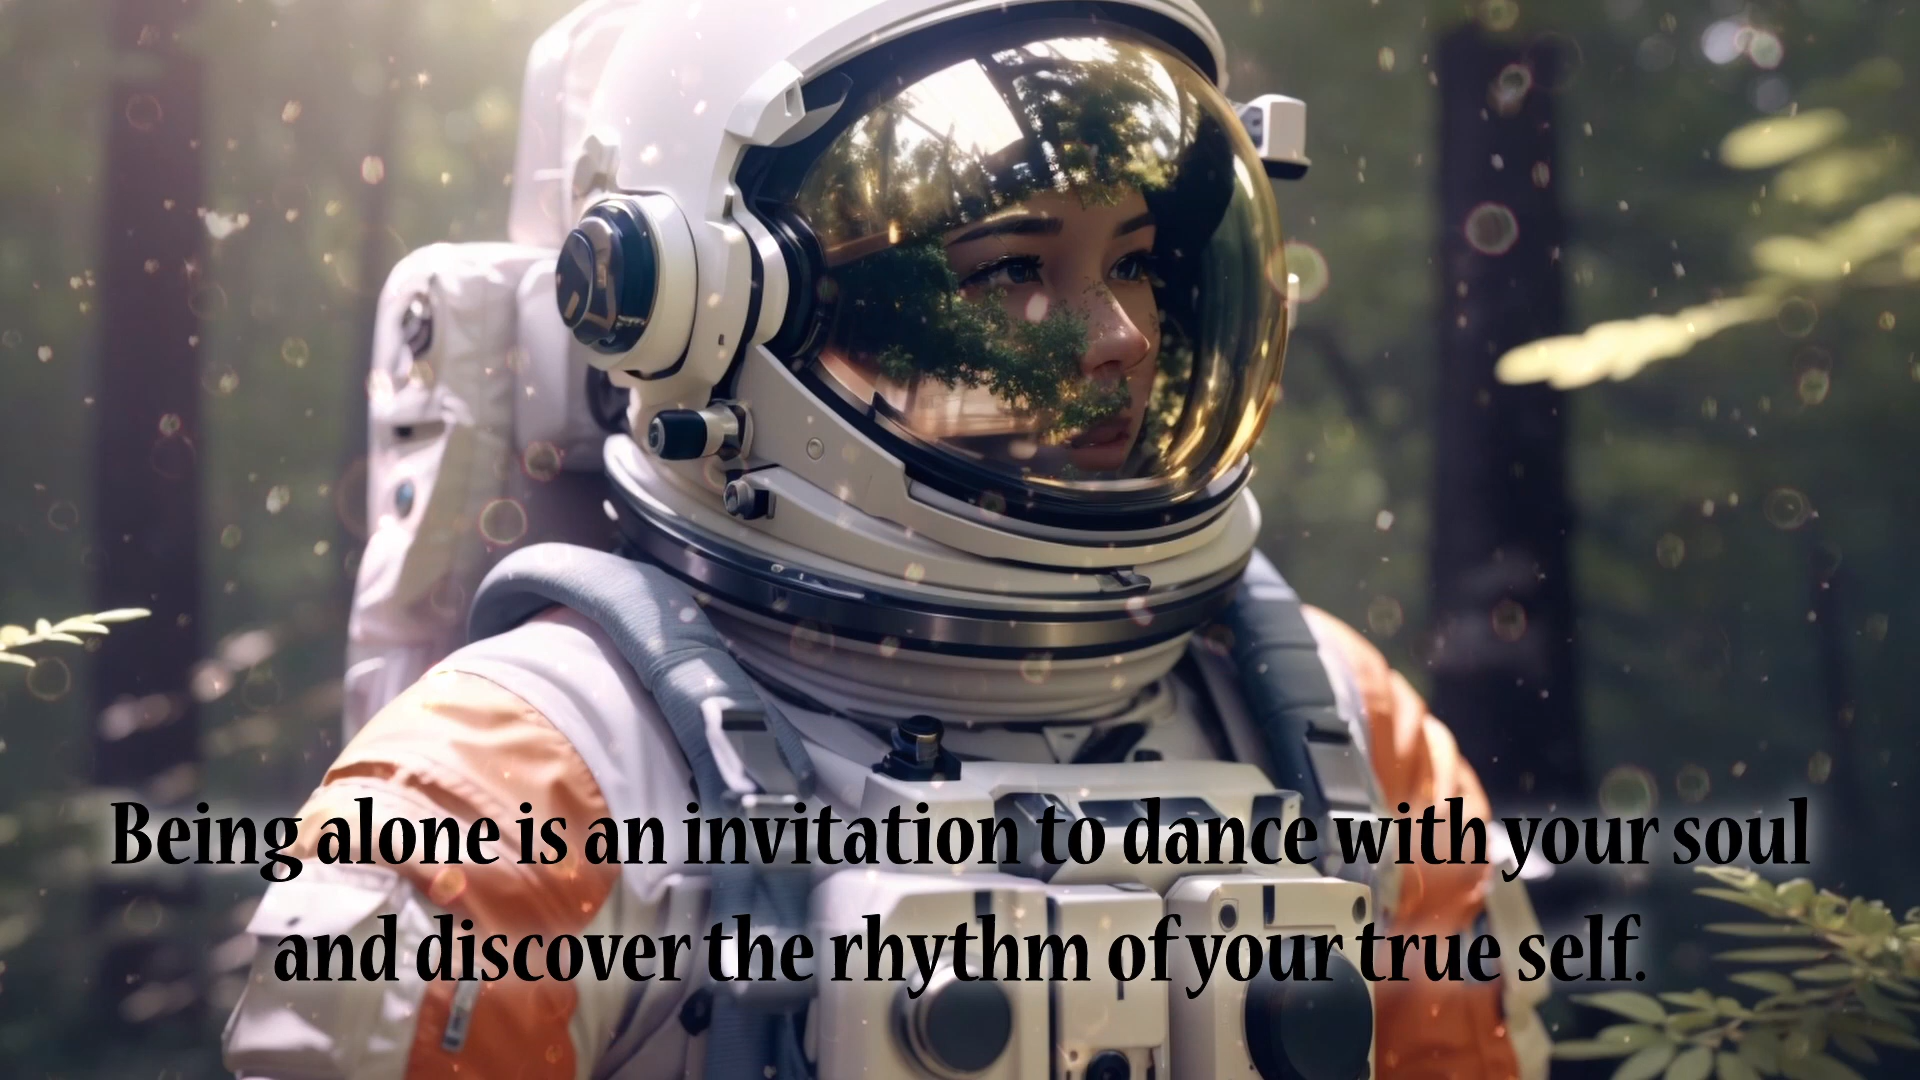 Being alone is an invitation to dance with your soul
and discover the rhythm of your true self.